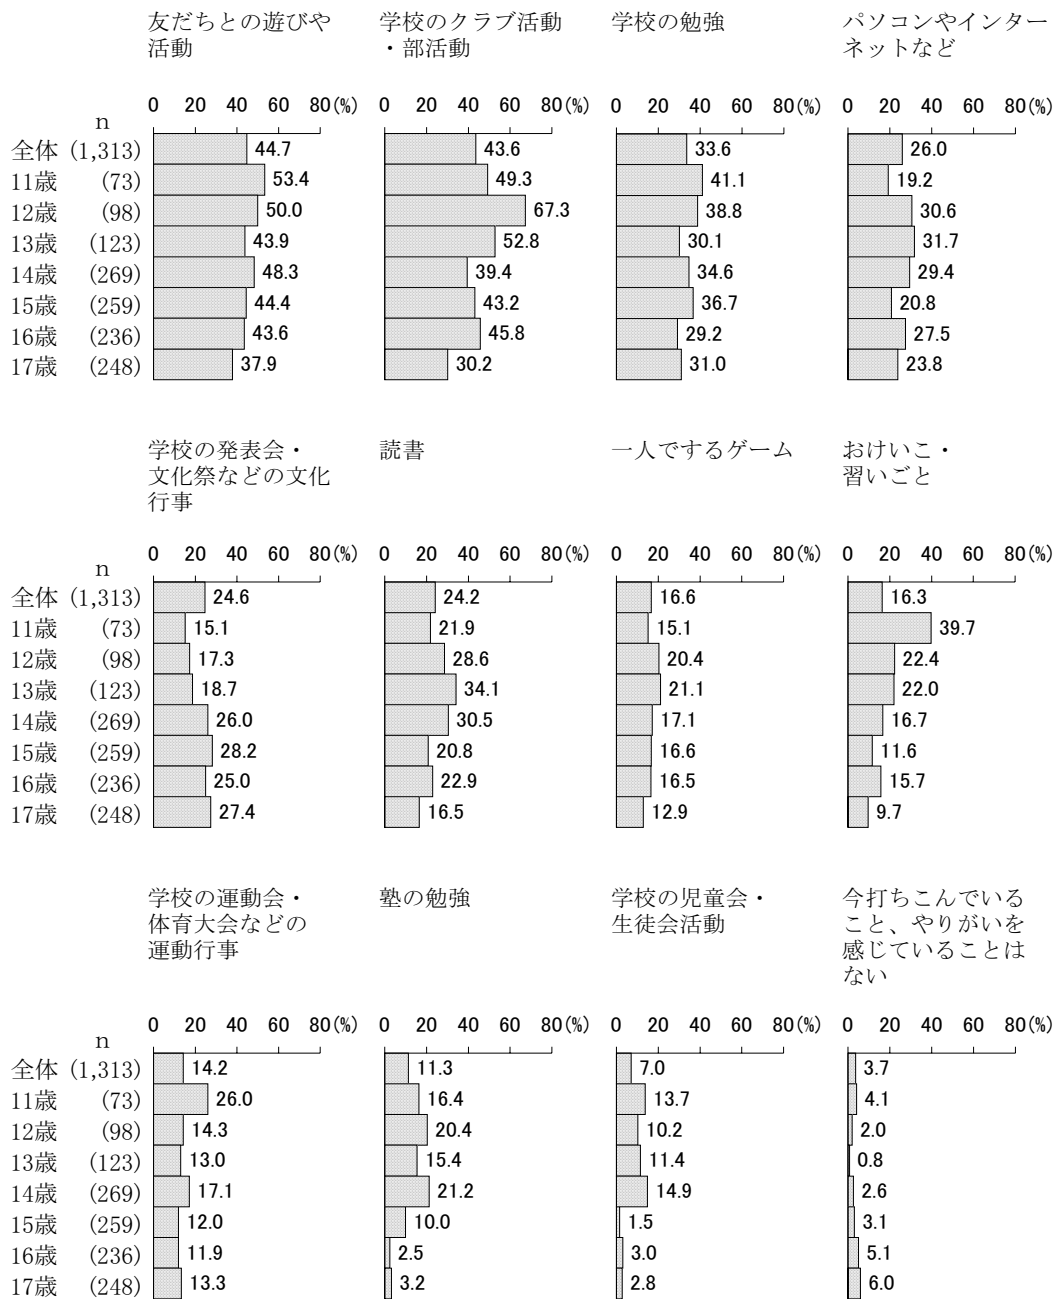 友だちとの遊びや 学校のクラブ活動 学校の勉強 パソコンやインター
活動 ・部活動 ネットなど
0 20 40 60 80(%) 0 20 40 60 80(%) 0 20 40 60 80(%) 0 20 40 60 80(%)
n
全体 (1,313) 44.7 43.6 33.6 26.0
11歳 (73) 53.4 49.3 41.1 19.2
12歳 (98) 50.0 67.3 38.8 30.6
13歳 (123) 43.9 52.8 30.1 31.7
14歳 (269) 48.3 39.4 34.6 29.4
15歳 (259) 44.4 43.2 36.7 20.8
16歳 (236) 43.6 45.8 29.2 27.5
17歳 (248) 37.9 30.2 31.0 23.8
学校の発表会・ 読書 一人でするゲーム おけいこ・
文化祭などの文化 習いごと
行事
0 20 40 60 80(%) 0 20 40 60 80(%) 0 20 40 60 80(%) 0 20 40 60 80(%)
n
全体 (1,313) 24.6 24.2 16.6 16.3
11歳 (73) 15.1 21.9 15.1 39.7
12歳 (98) 17.3 28.6 20.4 22.4
13歳 (123) 18.7 34.1 21.1 22.0
14歳 (269) 26.0 30.5 17.1 16.7
15歳 (259) 28.2 20.8 16.6 11.6
16歳 (236) 25.0 22.9 16.5 15.7
17歳 (248) 27.4 16.5 12.9 9.7
学校の運動会・ 塾の勉強 学校の児童会・ 今打ちこんでいる
体育大会などの 生徒会活動 こと、やりがいを
運動行事 感じていることは
ない
0 20 40 60 80(%) 0 20 40 60 80(%) 0 20 40 60 80(%) 0 20 40 60 80(%)
n
全体 (1,313) 14.2 11.3 7.0 3.7
11歳 (73) 26.0 16.4 13.7 4.1
12歳 (98) 14.3 20.4 10.2 2.0
13歳 (123) 13.0 15.4 11.4 0.8
14歳 (269) 17.1 21.2 14.9 2.6
15歳 (259) 12.0 10.0 1.5 3.1
16歳 (236) 11.9 2.5 3.0 5.1
17歳 (248) 13.3 3.2 2.8 6.0